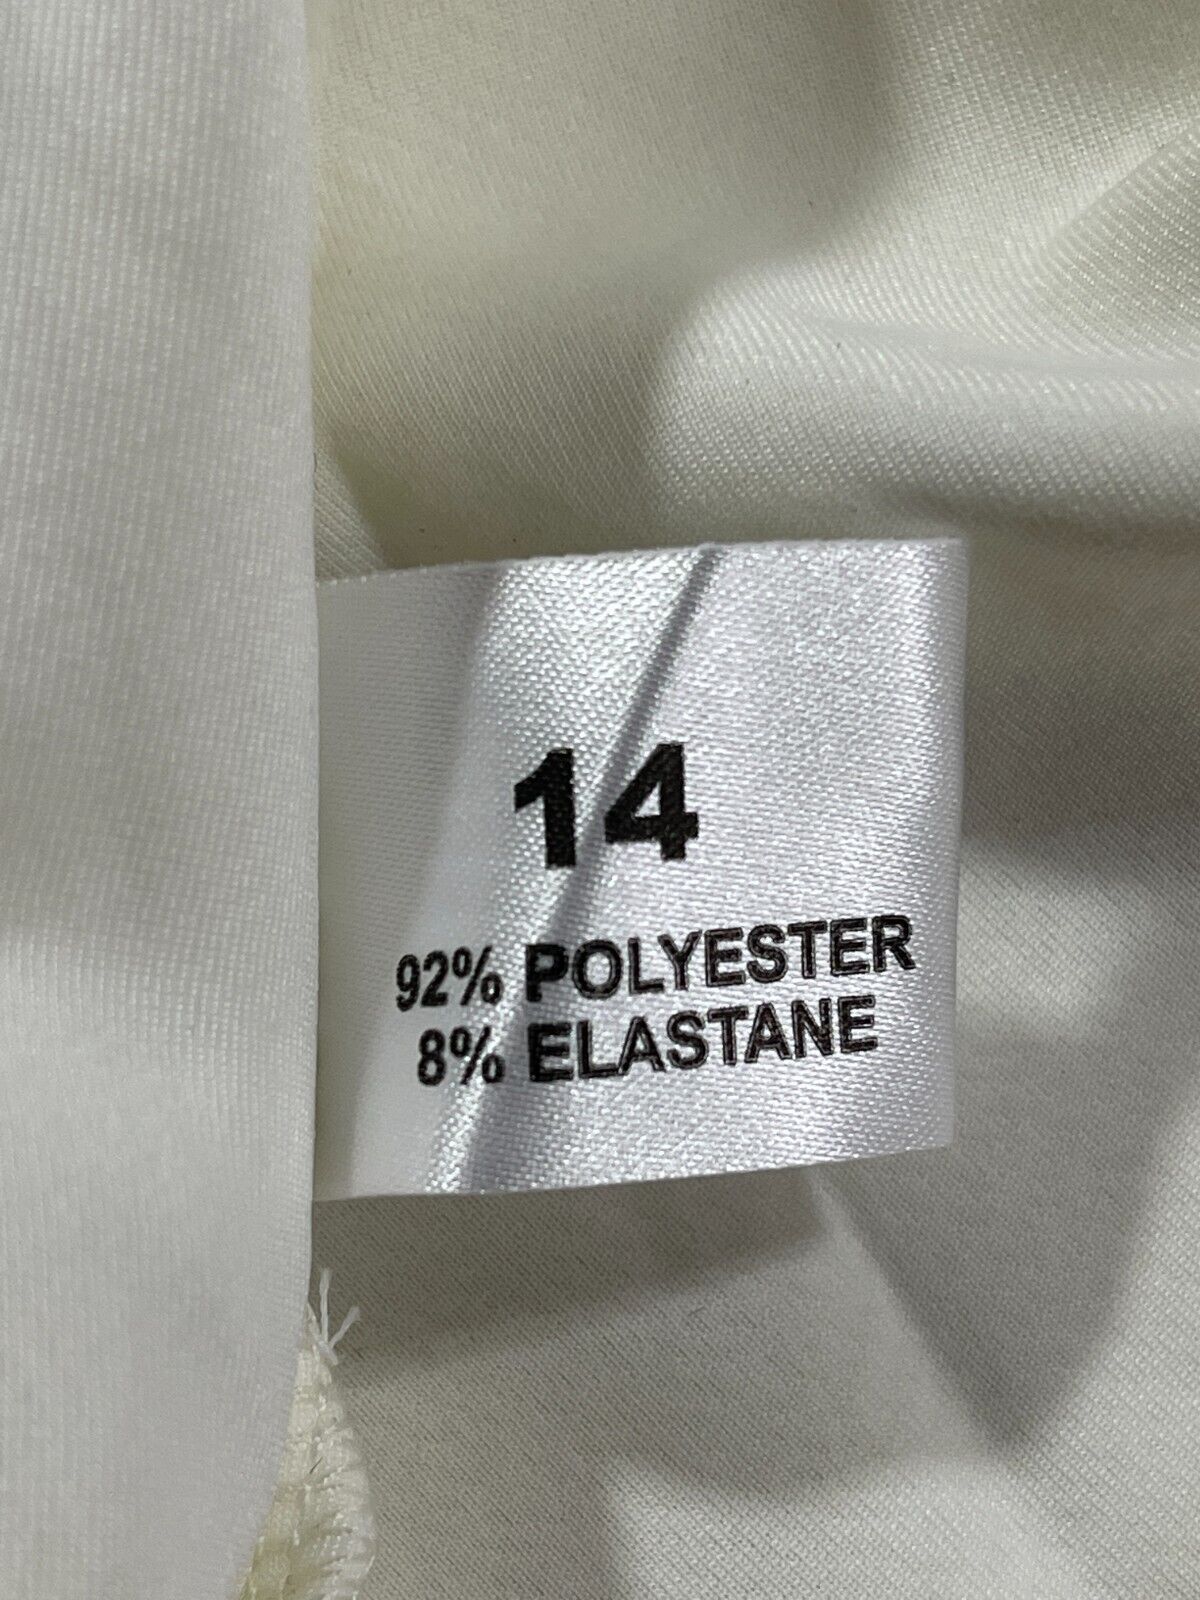 14
92% POLYESTER
8% ELASTANE